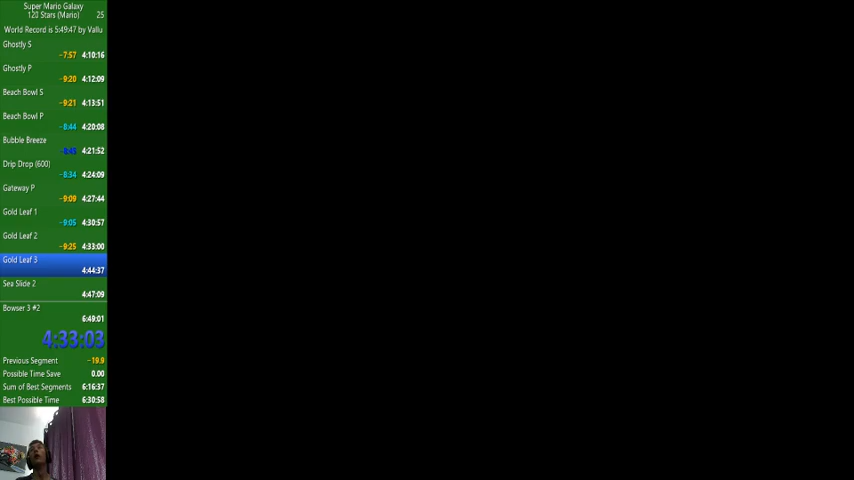 Super Mario Galaxy
120 Stars (Mario) 25
World Record is 5:49:47 by Vallu
Ghostly S
-7:57 4:10:16
Ghostly P
-9:20 4:12:09
Beach Bowl S
-9:21 4:13:51
Beach Bowl P
-8:44 4:20:08
Bubble Breeze
4:21:52
Drip Drop (600)
-8:34 4:24:09
Gateway P
-9:09 4:27:44
Gold Leaf 1
-9:05 4:30:57
Gold Leaf 2
-9:25 4:33:00
Gold Leaf 3
4:44:37
Sea Slide 2
4:47:09
Bowser 3 #2
6:49:01
4:33:03
Previous Segment -19.9
Possible Time Save 0.00
Sum of Best Segments 6:16:37
Best Possible Time 6:30:58